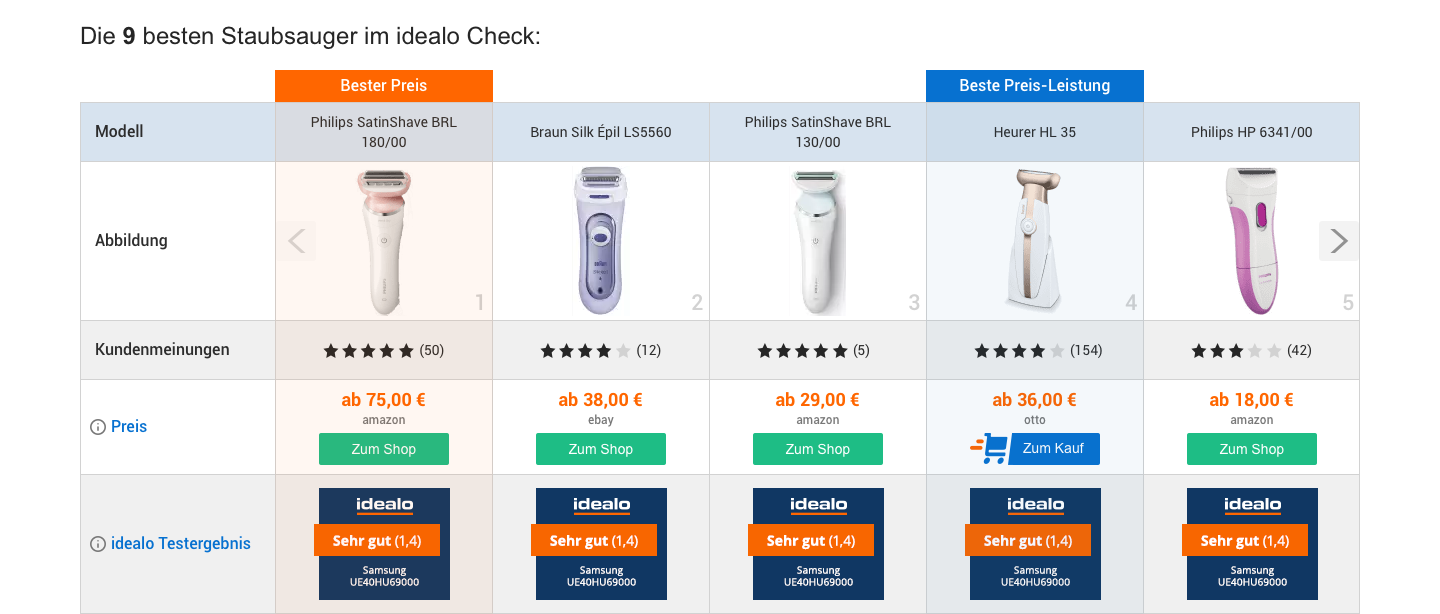 Die 9 besten Staubsauger im idealo Check:
Bester Preis
Beste Preis-Leistung
Modell
Philips SatinShave BRL
180/00
Braun Silk Épil LS5560
Philips SatinShave BRL
130/00
Heurer HL 35
Philips HP 6341/00
Abbildung
1
2
3
4
5
Kundenmeinungen
(50)
(12)
(5)
(154)
(42)
Preis
ab 75,00 €
amazon
Zum Shop
ab 38,00 €
ebay
Zum Shop
ab 29,00 €
amazon
Zum Shop
ab 36,00 €
otto
Zum Kauf
ab 18,00 €
amazon
Zum Shop
idealo Testergebnis
idealo
Sehr gut (1,4)
Samsung
UE40HU69000
idealo
Sehr gut (1,4)
Samsung
UE40HU69000
idealo
Sehr gut (1,4)
Samsung
UE40HU69000
idealo
Sehr gut (1,4)
Samsung
UE40HU69000
idealo
Sehr gut (1,4)
Samsung
UE40HU69000